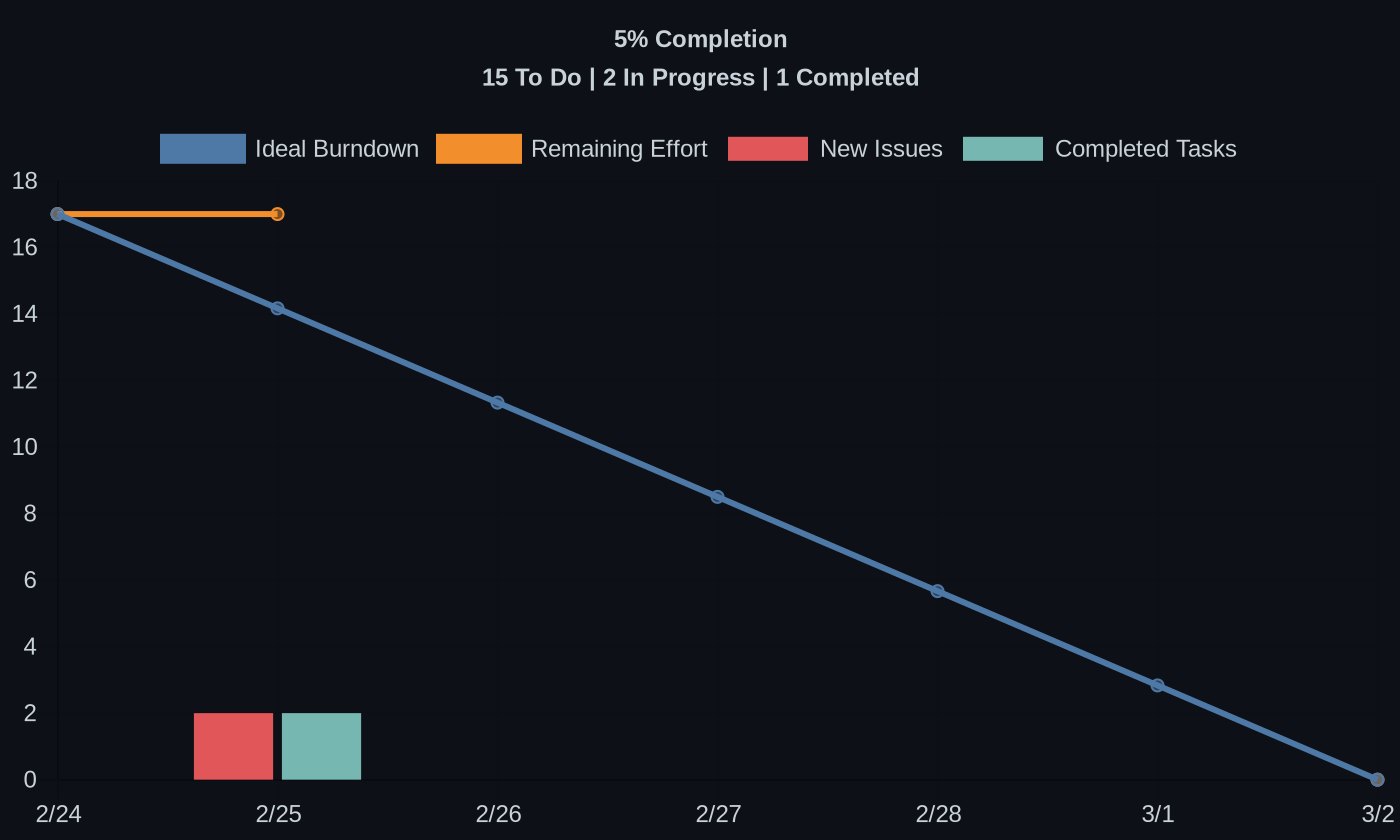 5% Completion
15 To Do | 2 In Progress | 1 Completed
Ideal Burndown Remaining Effort New Issues Completed Tasks
18
16
14
12
10
8
6
4
2
0
2/24 2/25 2/26 2/27 2/28 3/1 3/2